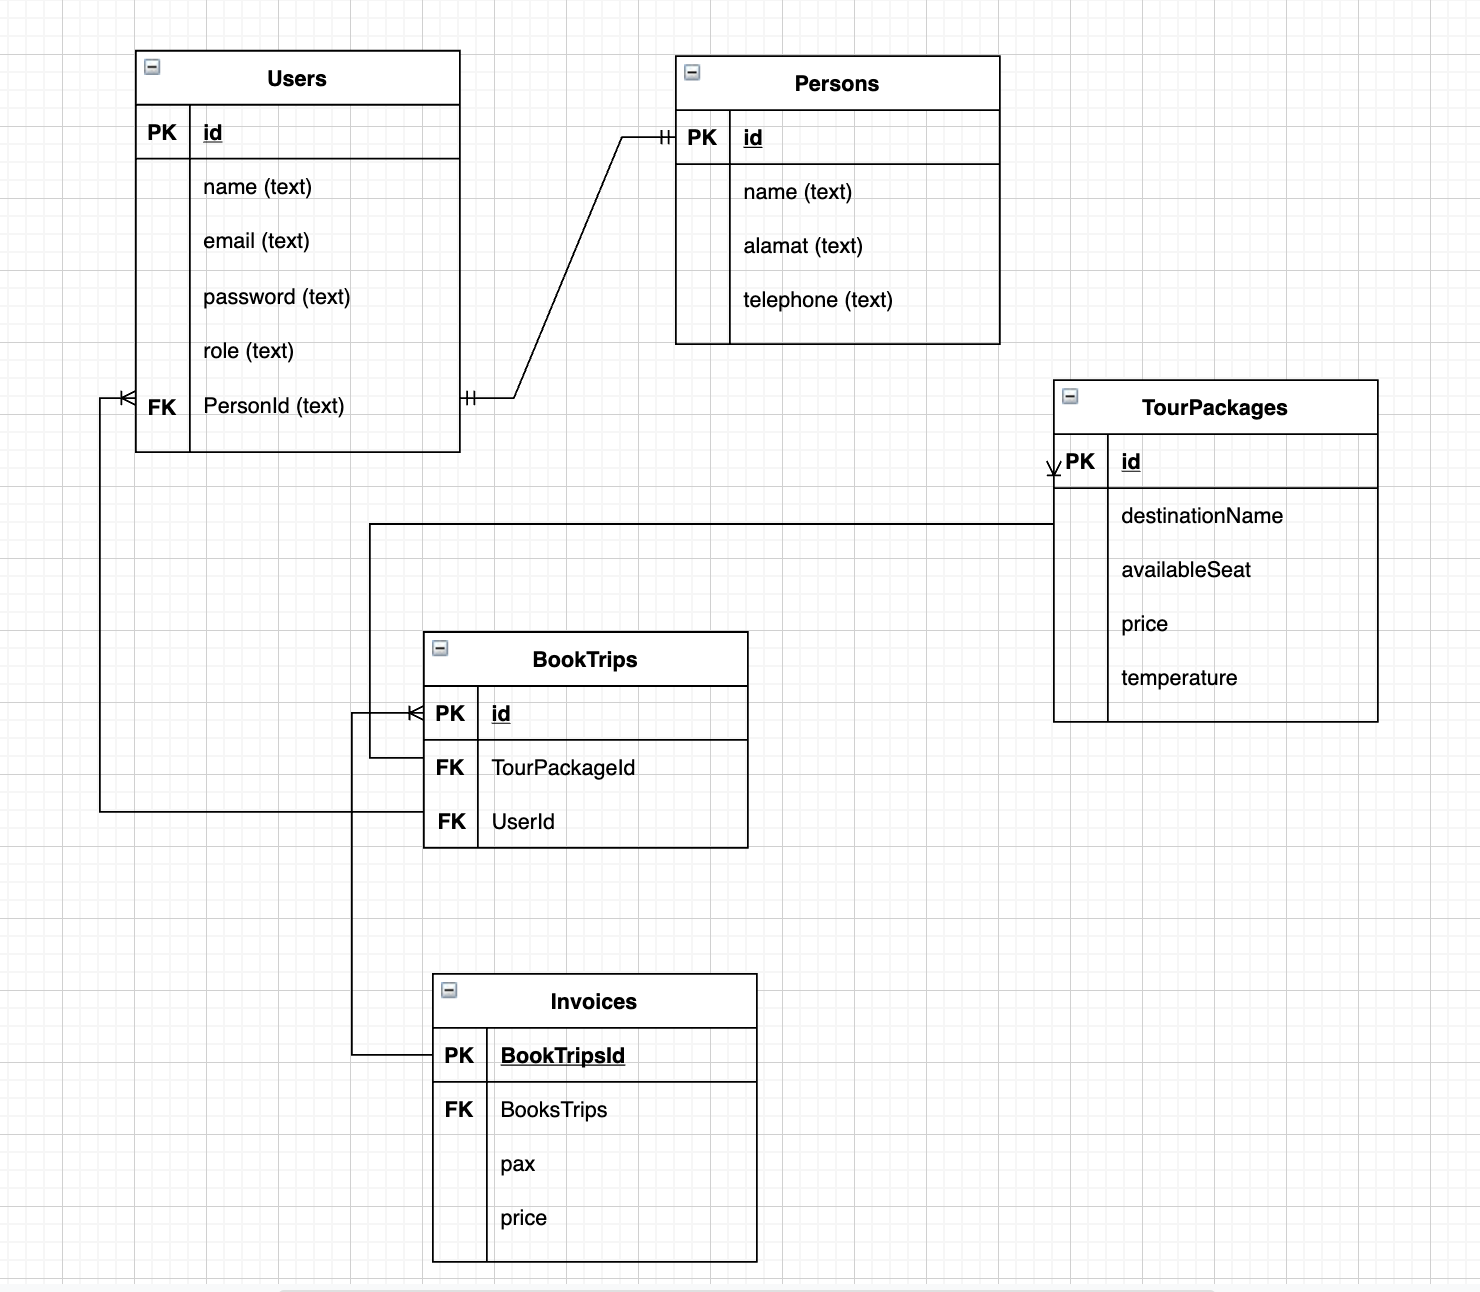 Users
PK id
name (text)
email (text)
password (text)
role (text)
FK PersonId (text)
Persons
PK id
name (text)
alamat (text)
telephone (text)
TourPackages
PK id
destinationName
availableSeat
price
temperature
BookTrips
PK id
FK TourPackageId
FK UserId
Invoices
PK BookTripsId
FK BooksTrips
pax
price